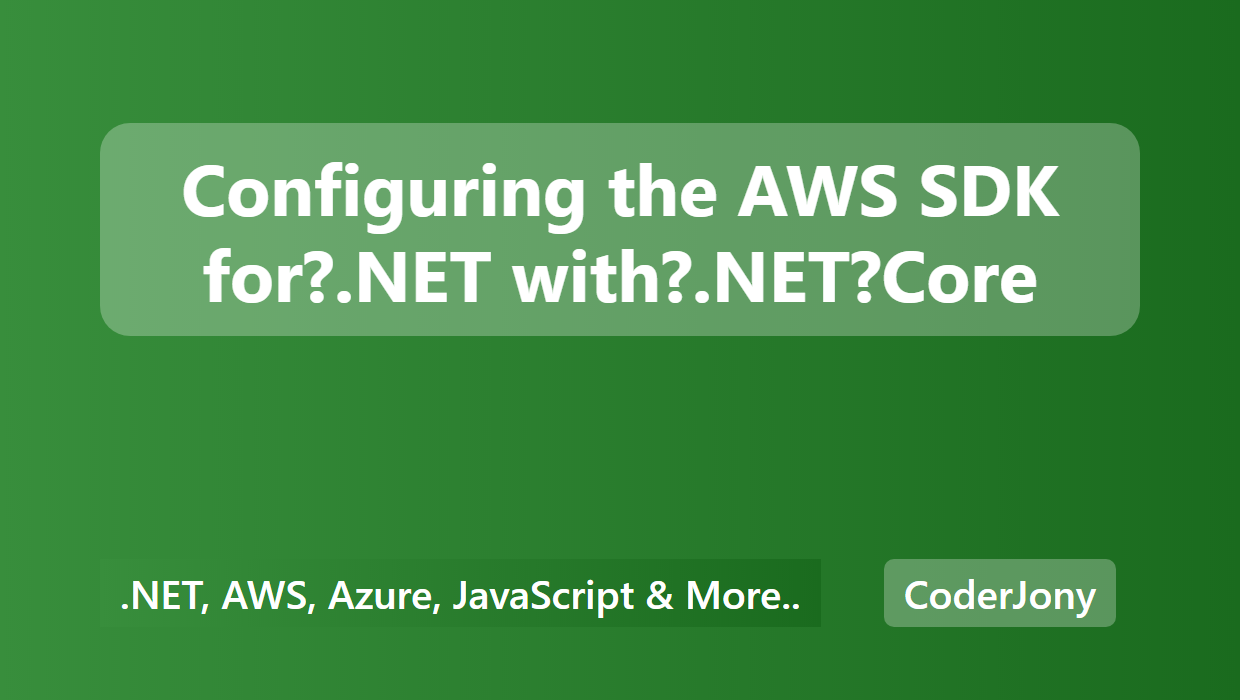 Configuring the AWS SDK
for?.NET with?.NET?Core
.NET, AWS, Azure, JavaScript & More..
CoderJony